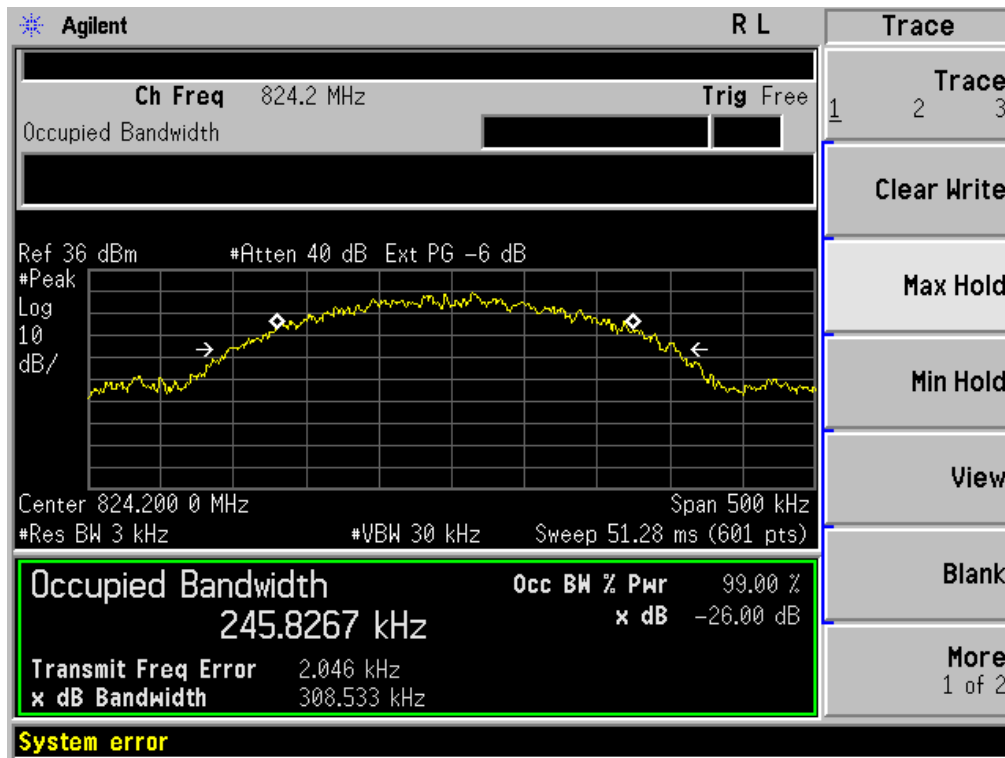 Agilent R L
Trace
Ch Freq 824.2 MHz Trig Free
Occupied Bandwidth
Trace
1 2 3
Clear Write
Max Hold
Min Hold
View
Blank
More
1 of 2
Ref 36 dBm #Atten 40 dB Ext PG -6 dB
#Peak
Log
10
dB/
Center 824.200 0 MHz Span 500 kHz
#Res BW 3 kHz #VBW 30 kHz Sweep 51.28 ms (601 pts)
Occupied Bandwidth Occ BW % Pwr 99.00 %
245.8267 kHz x dB -26.00 dB
Transmit Freq Error 2.046 kHz
x dB Bandwidth 308.533 kHz
System error